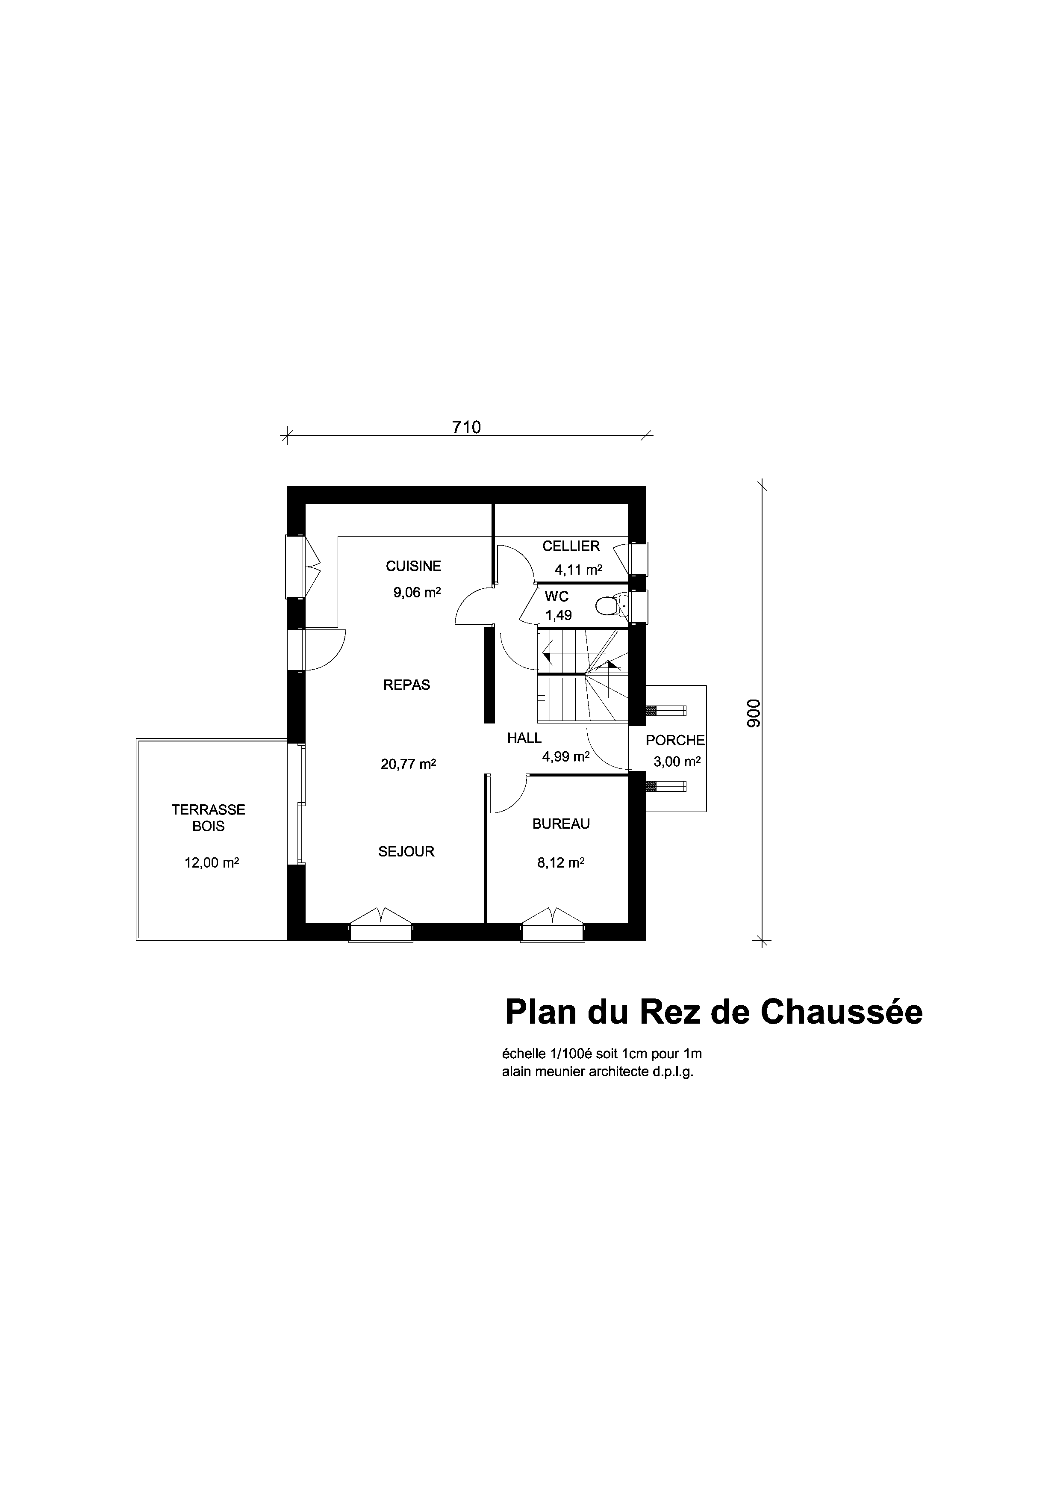 710
CELLIER
4,11 m²
CUISINE
9,06 m²
WC
1,49
REPAS
900
HALL
4,99 m²
PORCHE
3,00 m²
20,77 m²
TERRASSE
BOIS
12,00 m²
BUREAU
8,12 m²
SEJOUR
Plan du Rez de Chaussée
échelle 1/100é soit 1cm pour 1m
alain meunier architecte d.p.l.g.